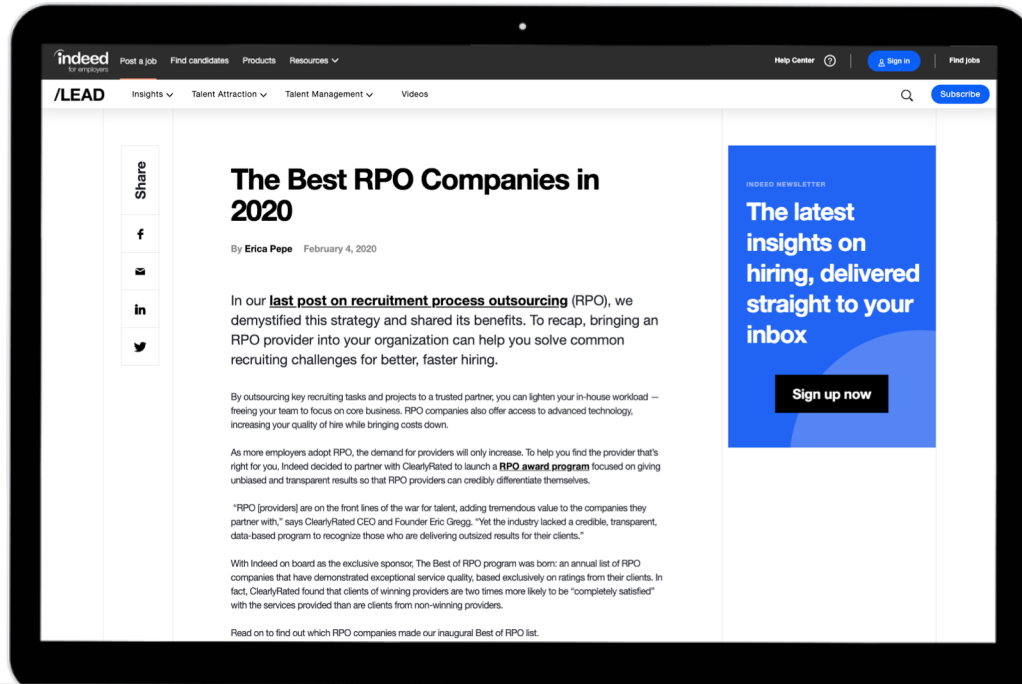 indeed
for employers
Post a job
Find candidates
Products
Resources
Help Center
?
Sign in
Find jobs
/LEAD
Insights
Talent Attraction
Talent Management
Videos
Subscribe
Share
f
in
The Best RPO Companies in
2020
By Erica Pepe February 4, 2020
In our last post on recruitment process outsourcing (RPO), we
demystified this strategy and shared its benefits. To recap, bringing an
RPO provider into your organization can help you solve common
recruiting challenges for better, faster hiring.
By outsourcing key recruiting tasks and projects to a trusted partner, you can lighten your in-house workload —
freeing your team to focus on core business. RPO companies also offer access to advanced technology,
increasing your quality of hire while bringing costs down.
As more employers adopt RPO, the demand for providers will only increase. To help you find the provider that's
right for you, Indeed decided to partner with ClearlyRated to launch a RPO award program focused on giving
unbiased and transparent results so that RPO providers can credibly differentiate themselves.
“RPO [providers] are on the front lines of the war for talent, adding tremendous value to the companies they
partner with,” says ClearlyRated CEO and Founder Eric Gregg. “Yet the industry lacked a credible, transparent,
data-based program to recognize those who are delivering outsized results for their clients.”
With Indeed on board as the exclusive sponsor, The Best of RPO program was born: an annual list of RPO
companies that have demonstrated exceptional service quality, based exclusively on ratings from their clients. In
fact, ClearlyRated found that clients of winning providers are two times more likely to be “completely satisfied”
with the services provided than are clients from non-winning providers.
Read on to find out which RPO companies made our inaugural Best of RPO list.
INDEED NEWSLETTER
The latest
insights on
hiring, delivered
straight to your
inbox
Sign up now